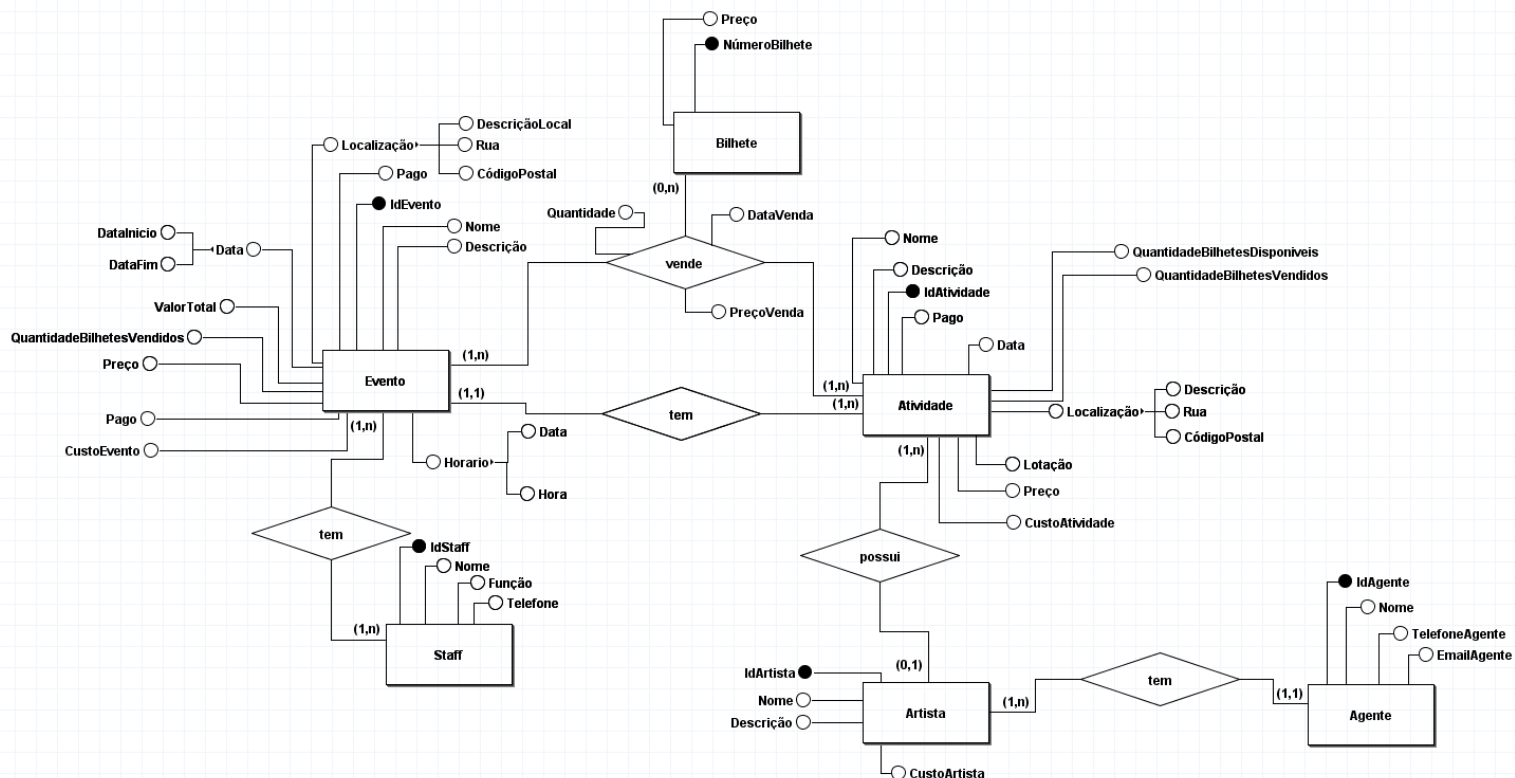 Preço
NúmeroBilhete
Bilhete
(0,n)
DescriçãoLocal
Localização
Rua
CódigoPostal
Pago
IdEvento
Nome
Descrição
DataInicio
Data
DataFim
ValorTotal
QuantidadeBilhetesVendidos
Preço
Pago
CustoEvento
Evento
(1,n)
(1,1)
(1,n)
Horario
Data
Hora
Quantidade
DataVenda
vende
PreçoVenda
tem
Nome
Descrição
IdAtividade
Pago
Data
QuantidadeBilhetesDisponiveis
QuantidadeBilhetesVendidos
(1,n)
(1,n)
Atividade
Localização
Descrição
Rua
CódigoPostal
(1,n)
Lotação
Preço
CustoAtividade
tem
IdStaff
Nome
Função
Telefone
(1,n)
Staff
possui
(0,1)
IdArtista
Nome
Descrição
Artista
CustoArtista
(1,n)
tem
(1,1)
IdAgente
Nome
TelefoneAgente
EmailAgente
Agente